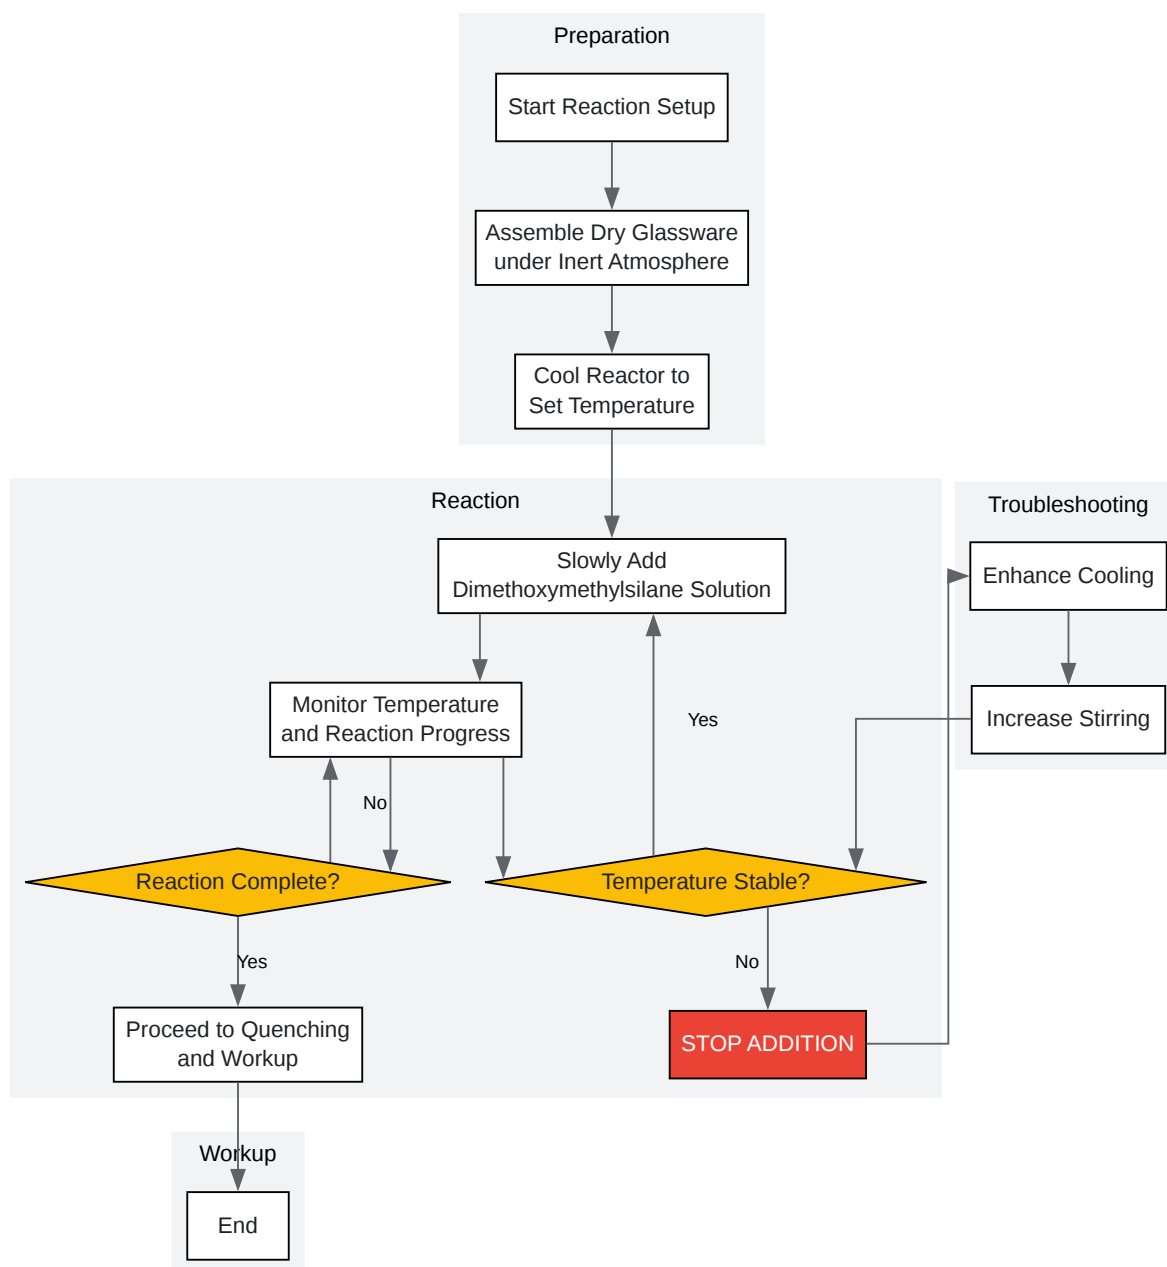 Preparation
Start Reaction Setup
Assemble Dry Glassware
under Inert Atmosphere
Cool Reactor to
Set Temperature
Reaction
Slowly Add
Dimethoxymethylsilane Solution
Monitor Temperature
and Reaction Progress
Yes
No
Reaction Complete?
Temperature Stable?
Yes
No
Proceed to Quenching
and Workup
STOP ADDITION
Troubleshooting
Enhance Cooling
Increase Stirring
Workup
End